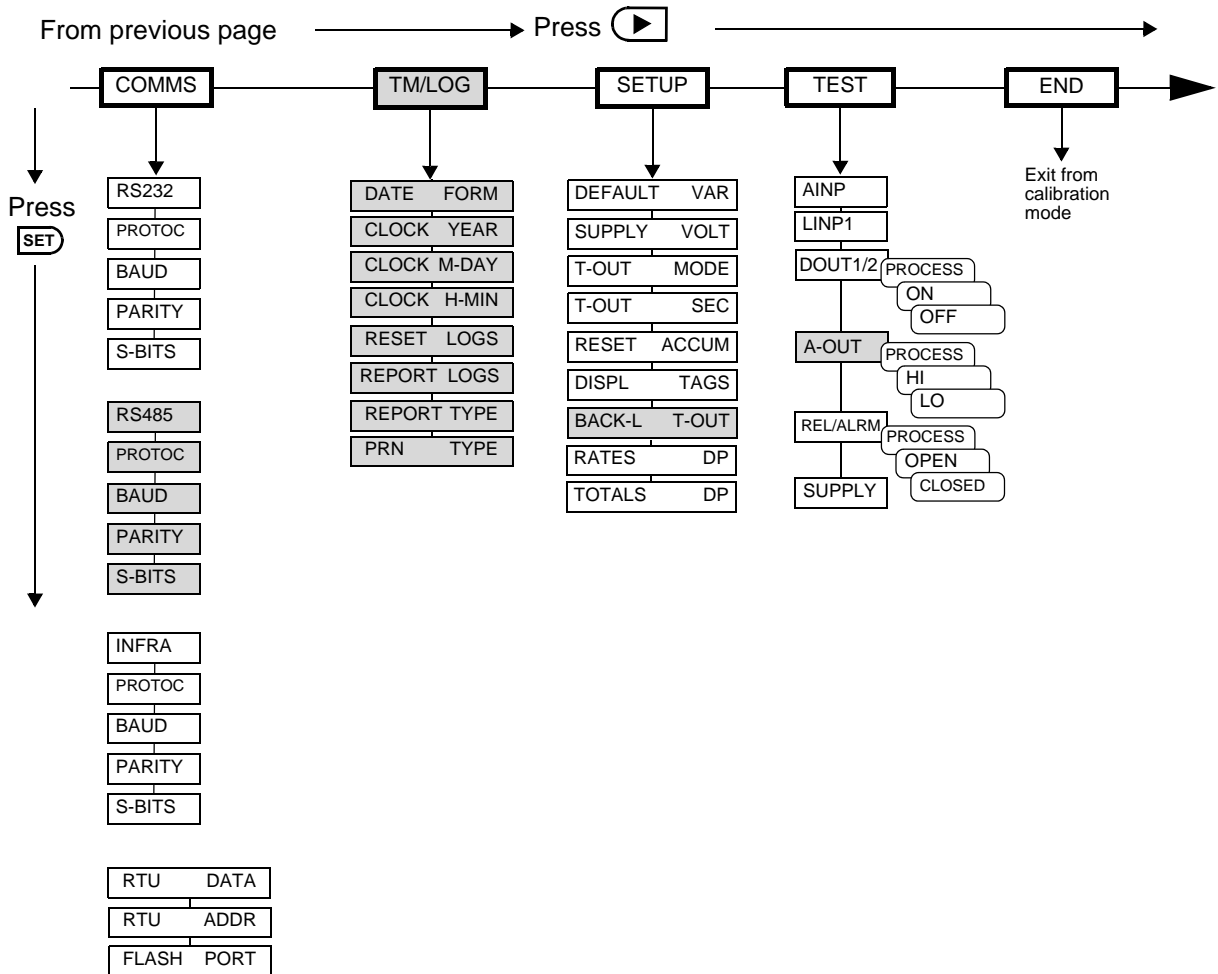 From previous page
Press
COMMS
TM/LOG
SETUP
TEST
END
Press
SET
RS232
PROTOC
BAUD
PARITY
S-BITS
RS485
PROTOC
BAUD
PARITY
S-BITS
INFRA
PROTOC
BAUD
PARITY
S-BITS
RTU DATA
RTU ADDR
FLASH PORT
DATE FORM
CLOCK YEAR
CLOCK M-DAY
CLOCK H-MIN
RESET LOGS
REPORT LOGS
REPORT TYPE
PRN TYPE
DEFAULT VAR
SUPPLY VOLT
T-OUT MODE
T-OUT SEC
RESET ACCUM
DISPL TAGS
BACK-L T-OUT
RATES DP
TOTALS DP
AINP
LINP1
DOUT1/2
PROCESS
ON
OFF
A-OUT
PROCESS
HI
LO
REL/ALRM
PROCESS
OPEN
CLOSED
SUPPLY
Exit from
calibration
mode